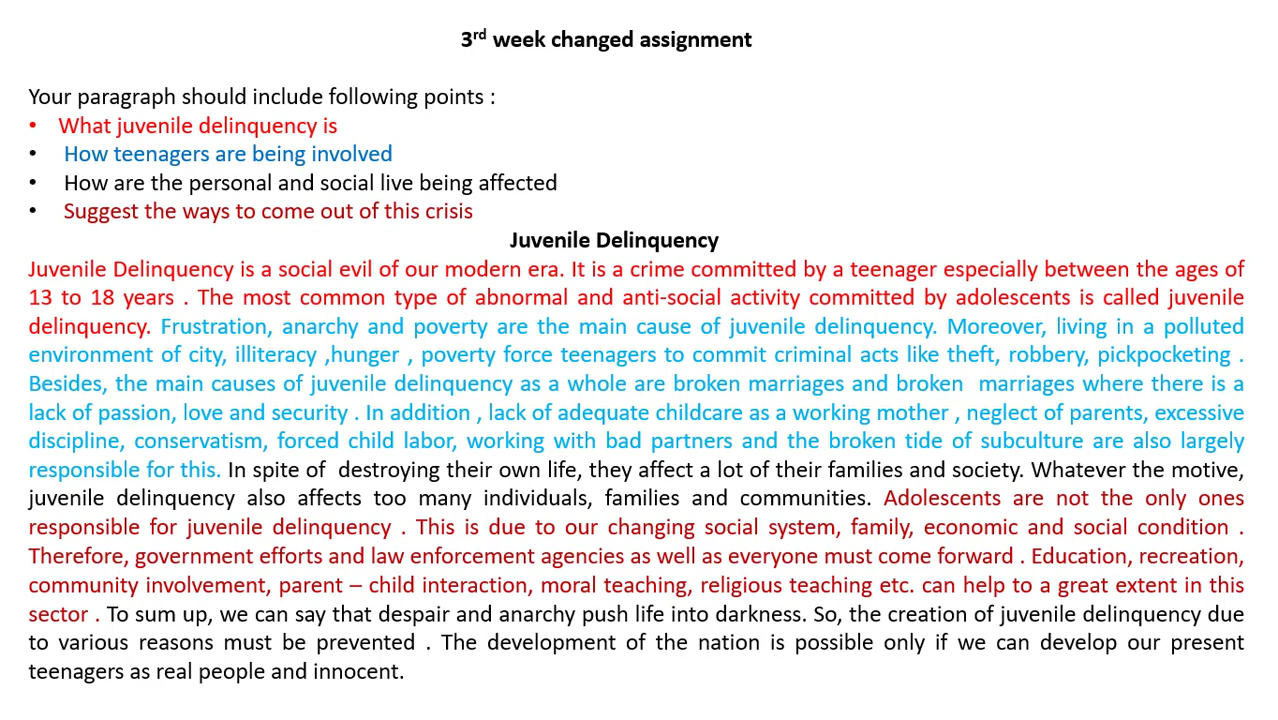 3rd week changed assignment
Your paragraph should include following points :
• What juvenile delinquency is
• How teenagers are being involved
• How are the personal and social live being affected
• Suggest the ways to come out of this crisis
Juvenile Delinquency
Juvenile Delinquency is a social evil of our modern era. It is a crime committed by a teenager especially between the ages of
13 to 18 years . The most common type of abnormal and anti-social activity committed by adolescents is called juvenile
delinquency. Frustration, anarchy and poverty are the main cause of juvenile delinquency. Moreover, living in a polluted
environment of city, illiteracy ,hunger , poverty force teenagers to commit criminal acts like theft, robbery, pickpocketing .
Besides, the main causes of juvenile delinquency as a whole are broken marriages and broken marriages where there is a
lack of passion, love and security . In addition , lack of adequate childcare as a working mother , neglect of parents, excessive
discipline, conservatism, forced child labor, working with bad partners and the broken tide of subculture are also largely
responsible for this. In spite of destroying their own life, they affect a lot of their families and society. Whatever the motive,
juvenile delinquency also affects too many individuals, families and communities. Adolescents are not the only ones
responsible for juvenile delinquency . This is due to our changing social system, family, economic and social condition .
Therefore, government efforts and law enforcement agencies as well as everyone must come forward . Education, recreation,
community involvement, parent – child interaction, moral teaching, religious teaching etc. can help to a great extent in this
sector . To sum up, we can say that despair and anarchy push life into darkness. So, the creation of juvenile delinquency due
to various reasons must be prevented . The development of the nation is possible only if we can develop our present
teenagers as real people and innocent.